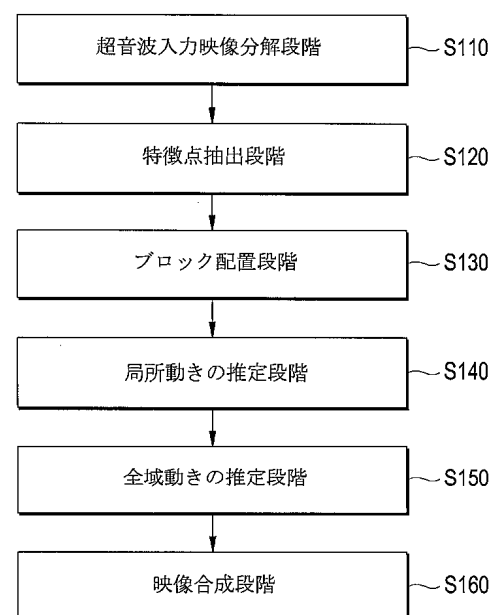 超音波入力映像分解段階 S110
特徴点抽出段階 S120
ブロック配置段階 S130
局所動きの推定段階 S140
全域動きの推定段階 S150
映像合成段階 S160